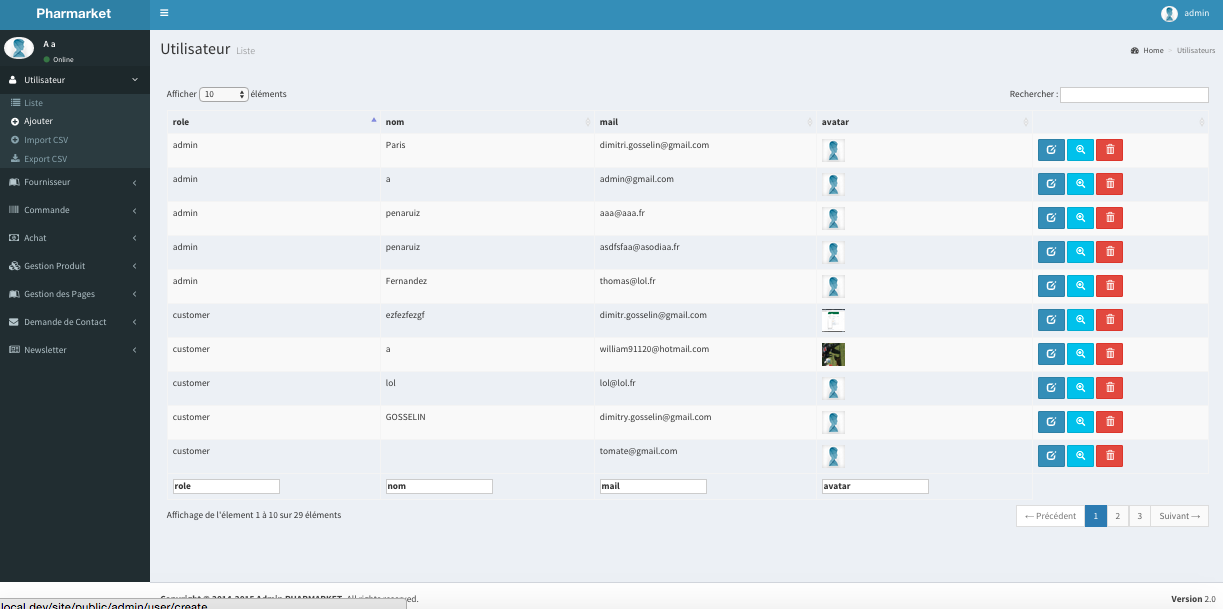 Pharmarket
admin
A a
Online
Utilisateur
Liste
Ajouter
Import CSV
Export CSV
Fournisseur
Commande
Achat
Gestion Produit
Gestion des Pages
Demande de Contact
Newsletter
Utilisateur Liste
Home Utilisateurs
Afficher 10 éléments
Rechercher :
role nom mail avatar
admin Paris dimitri.gosselin@gmail.com
admin a admin@gmail.com
admin penaruiz aaa@aaa.fr
admin penaruiz asdfsfaa@asodiaa.fr
admin Fernandez thomas@lol.fr
customer ezfezfezgf dimitr.gosselin@gmail.com
customer a william91120@hotmail.com
customer lol lol@lol.fr
customer GOSSELIN dimitry.gosselin@gmail.com
customer tomate@gmail.com
role nom mail avatar
Affichage de l'élement 1 à 10 sur 29 éléments
← Précédent 1 2 3 Suivant →
Copyright © 2014-2015 Admin PHARMARKET. All rights reserved.
Version 2.0
local.dev/site/public/admin/user/create